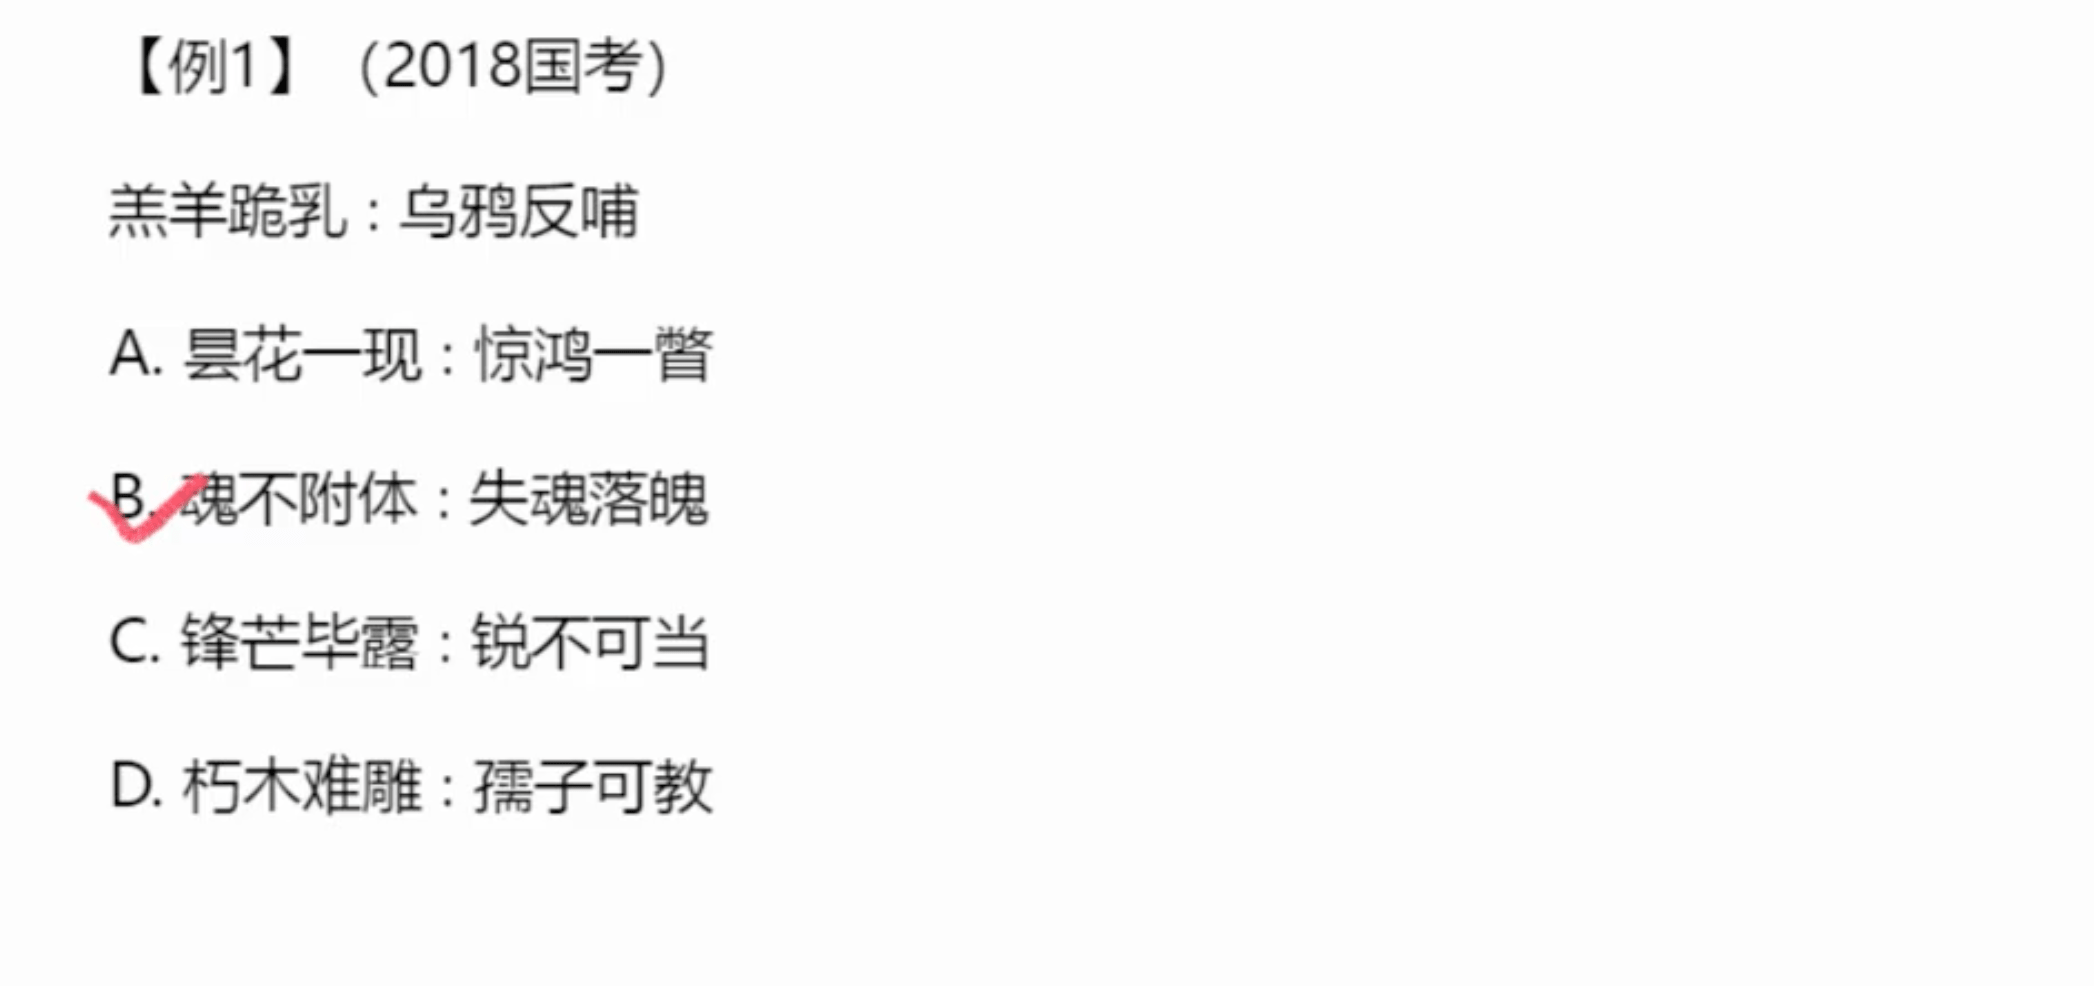 【例1】（2018国考）
羔羊跪乳：乌鸦反哺
A. 昙花一现：惊鸿一瞥
B. 魂不附体：失魂落魄
C. 锋芒毕露：锐不可当
D. 朽木难雕：孺子可教